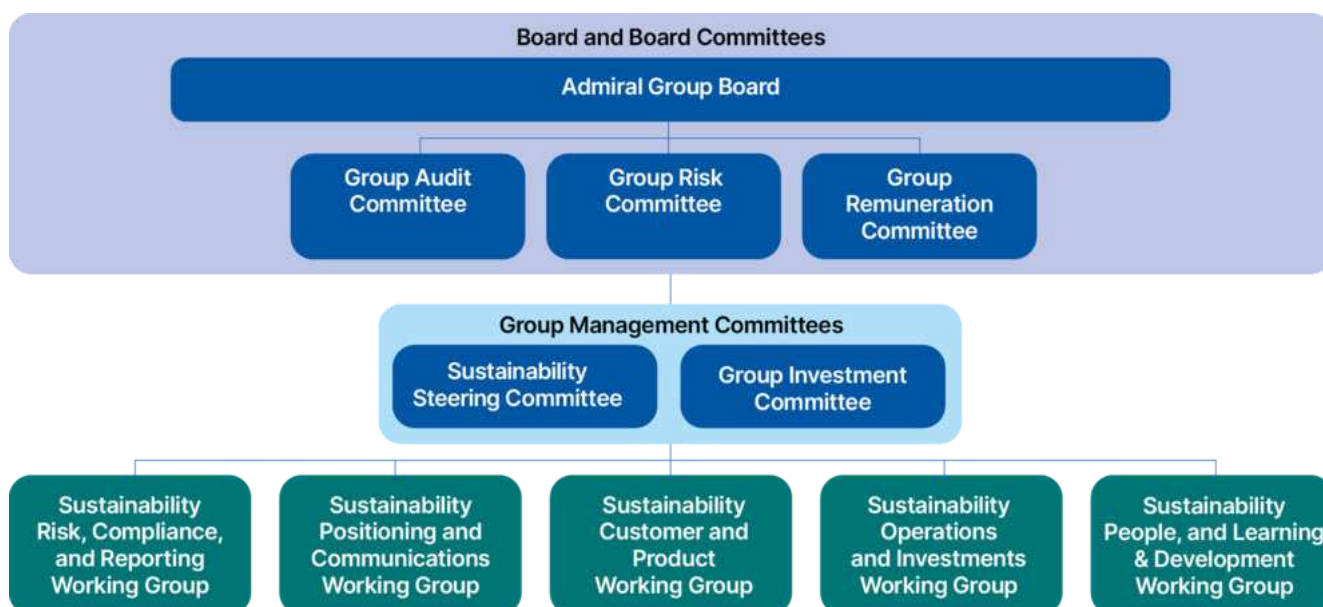 Board and Board Committees
Admiral Group Board
Group Audit
Committee
Group Risk
Committee
Group
Remuneration
Committee
Group Management Committees
Sustainability
Steering Committee
Group Investment
Committee
Sustainability
Risk, Compliance,
and Reporting
Working Group
Sustainability
Positioning and
Communications
Working Group
Sustainability
Customer and
Product
Working Group
Sustainability
Operations
and Investments
Working Group
Sustainability
People, and Learning
& Development
Working Group